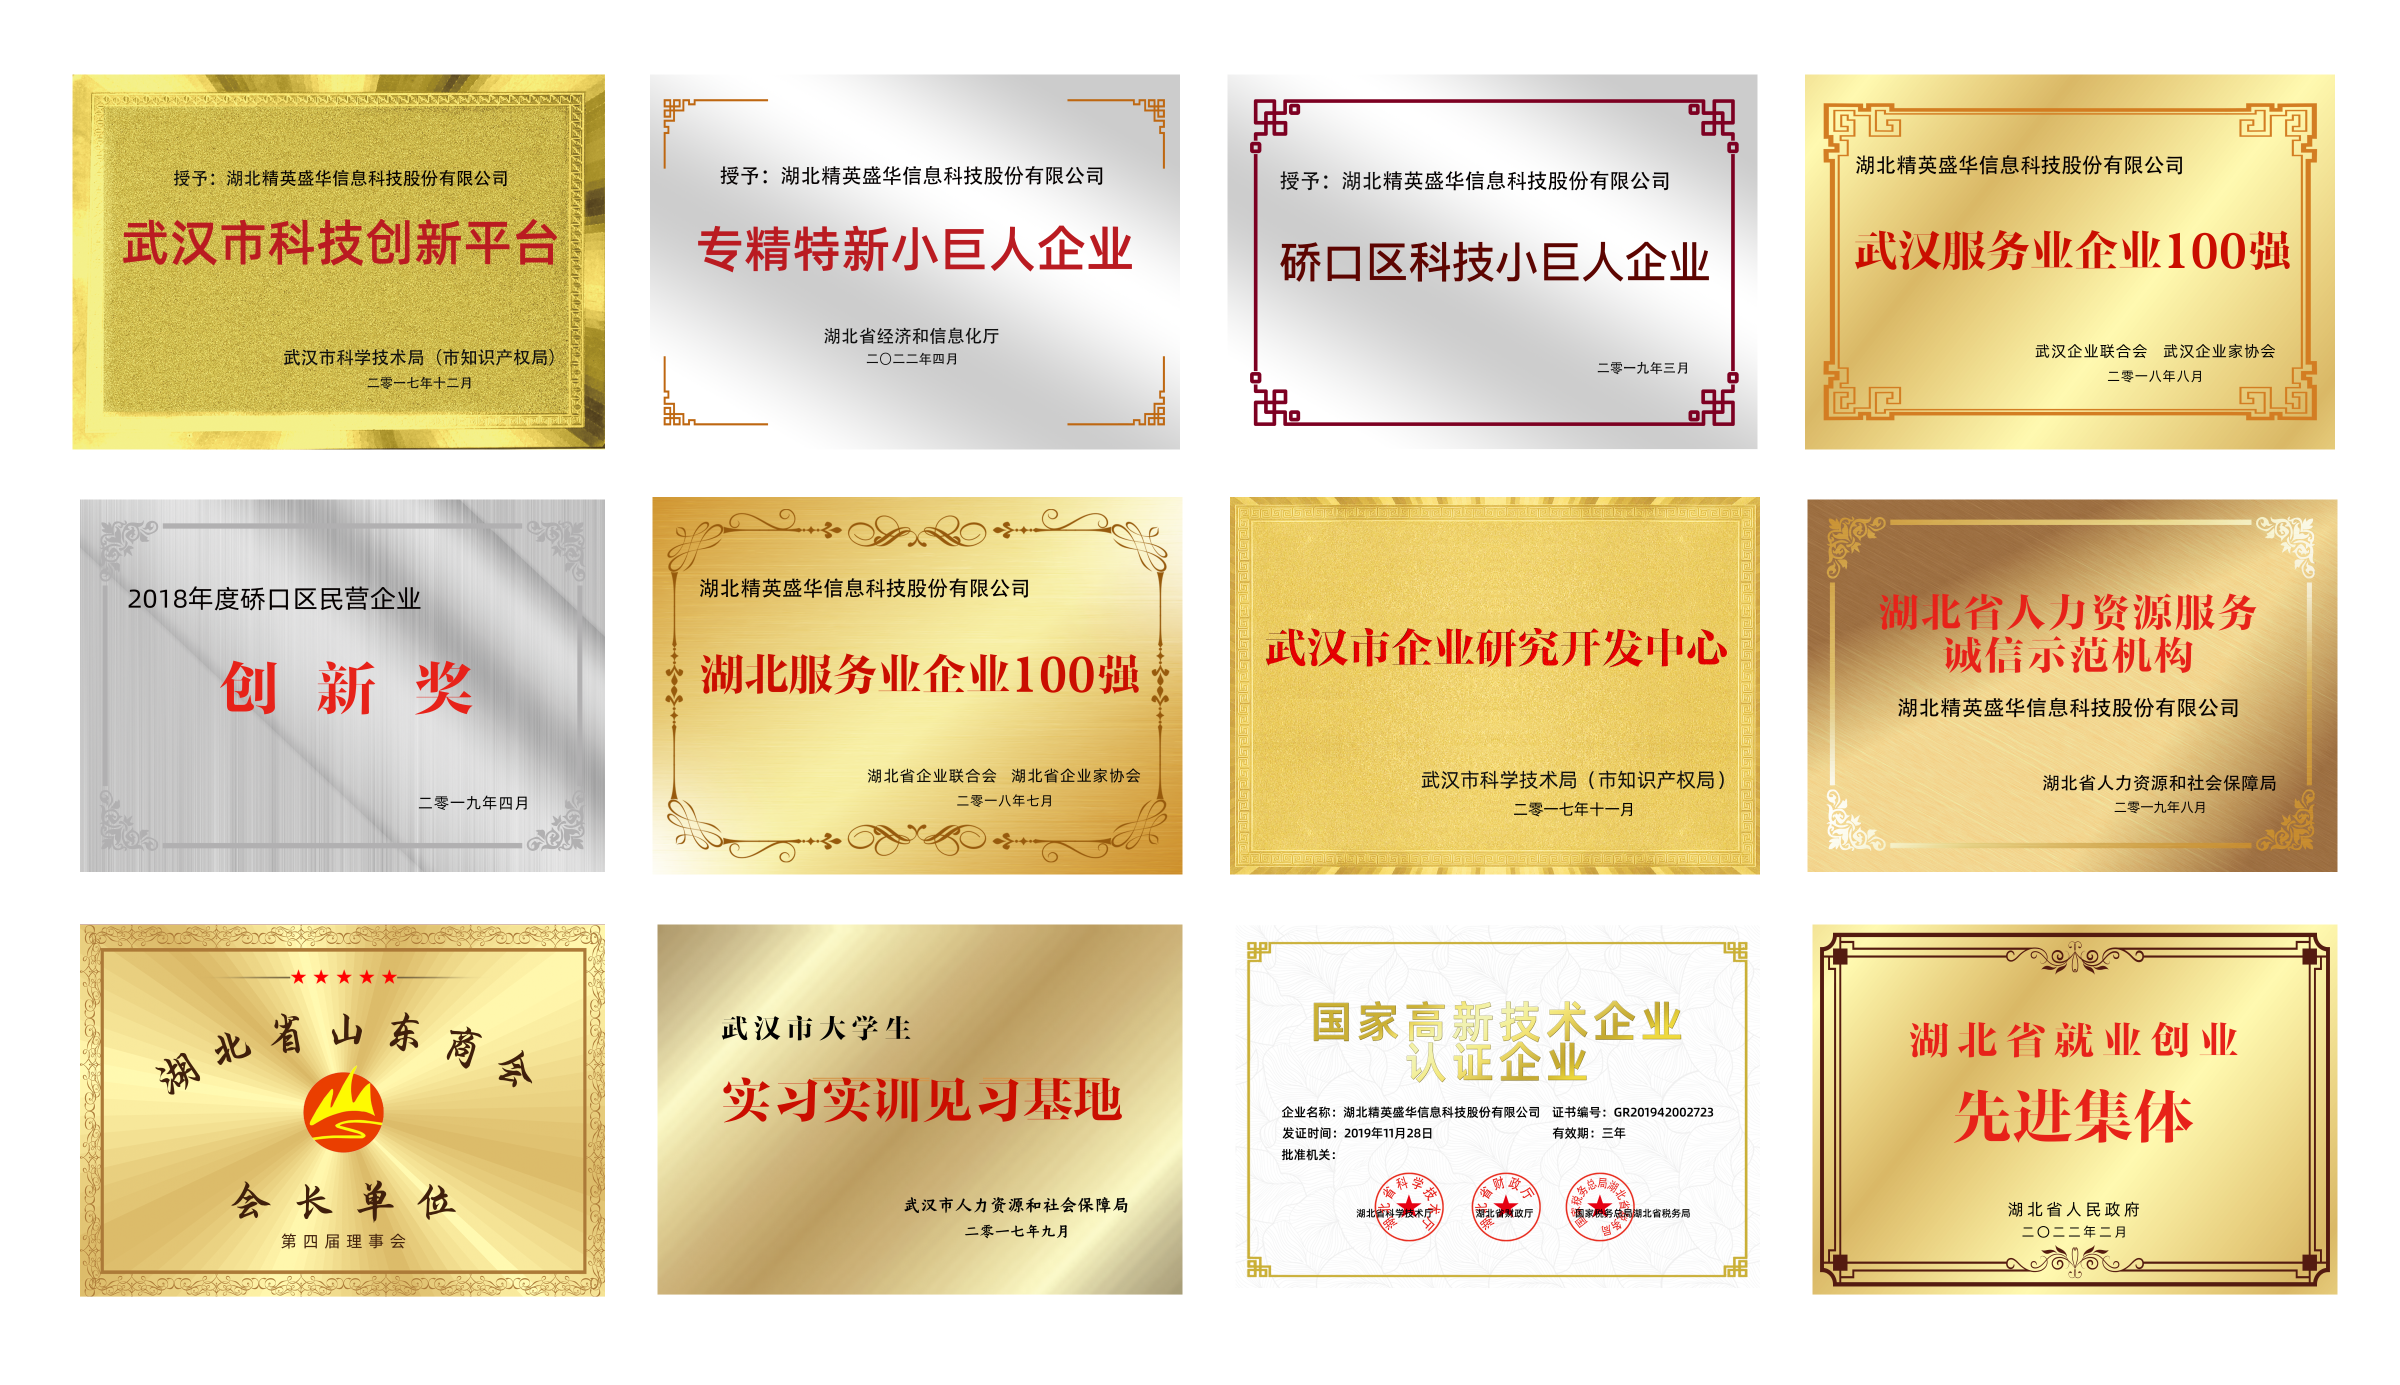 授予：湖北精英盛华信息科技股份有限公司
武汉市科技创新平台
武汉市科学技术局（市知识产权局）
二零一七年十二月
授予：湖北精英盛华信息科技股份有限公司
专精特新小巨人企业
湖北省经济和信息化厅
二〇二二年四月
授予：湖北精英盛华信息科技股份有限公司
硚口区科技小巨人企业
二零一九年三月
湖北精英盛华信息科技股份有限公司
武汉服务业企业100强
武汉企业联合会 武汉企业家协会
二零一八年八月
2018年度硚口区民营企业
创新奖
二零一九年四月
湖北精英盛华信息科技股份有限公司
湖北服务业企业100强
湖北省企业联合会 湖北省企业家协会
二零一八年七月
武汉市企业研究开发中心
武汉市科学技术局（市知识产权局）
二零一七年十一月
湖北省人力资源服务
诚信示范机构
湖北精英盛华信息科技股份有限公司
湖北省人力资源和社会保障局
二零一九年八月
湖北省山东商会
会长单位
第四届理事会
武汉市大学生
实习实训见习基地
武汉市人力资源和社会保障局
二零一七年九月
国家高新技术企业
认证企业
企业名称：湖北精英盛华信息科技股份有限公司 证书编号：GR201942002723
发证时间：2019年11月28日 有效期：三年
批准机关：
湖北省科学技术厅
湖北省科学技术厅
湖北省财政厅
湖北省财政厅
国家税务总局湖北省税务局
国家税务总局湖北省税务局
湖北省就业创业
先进集体
湖北省人民政府
二〇二二年二月